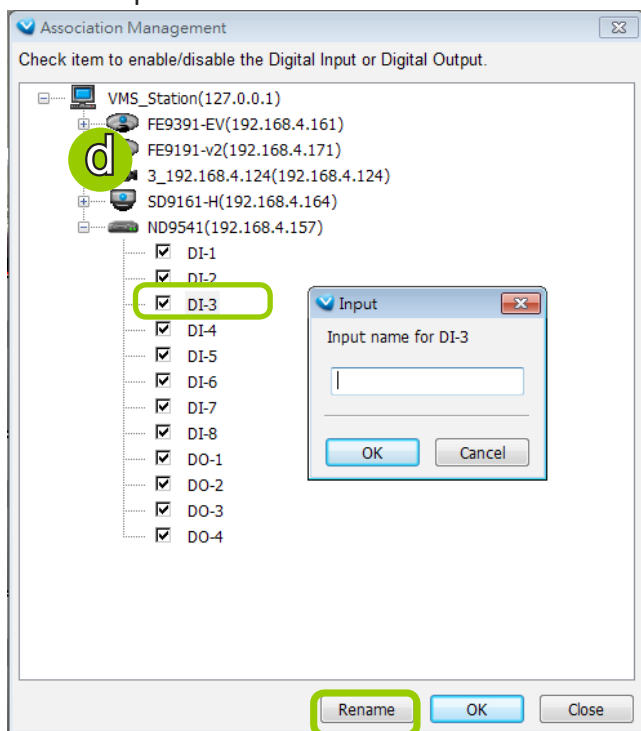 Association Management
Check item to enable/disable the Digital Input or Digital Output.
VMS_Station(127.0.0.1)
FE9391-EV(192.168.4.161)
d
FE9191-v2(192.168.4.171)
3_192.168.4.124(192.168.4.124)
SD9161-H(192.168.4.164)
ND9541(192.168.4.157)
DI-1
DI-2
DI-3
DI-4
DI-5
DI-6
DI-7
DI-8
DO-1
DO-2
DO-3
DO-4
Input
Input name for DI-3
OK Cancel
Rename OK Close